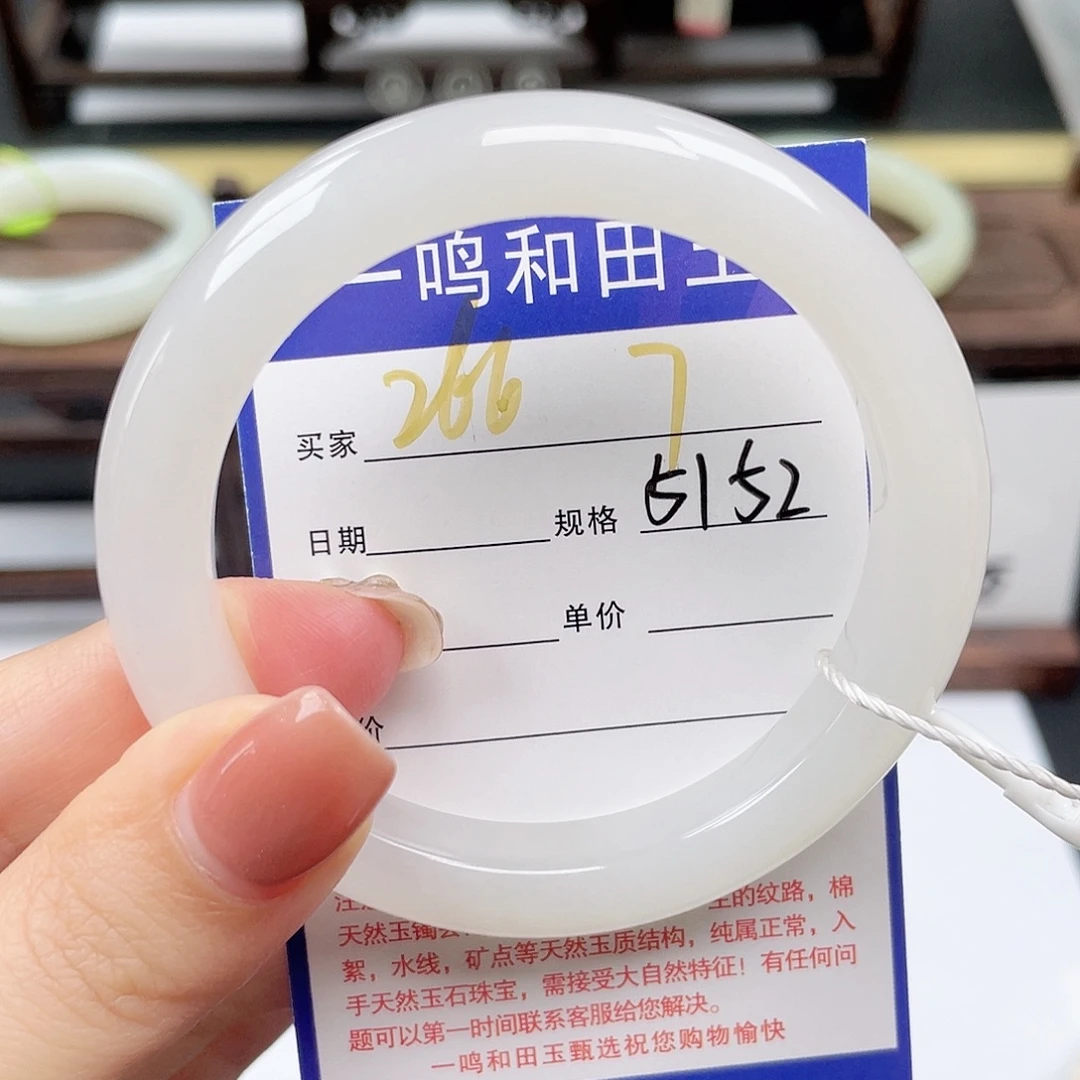 一鸣和田玉
266 7
买家
日期 规格 5152
单价
价
生的纹路，棉
天然玉镯
絮，水线，矿点等天然玉质结构，纯属正常，入
手天然玉石珠宝，需接受大自然特征！有任何问
题可以第一时间联系客服给您解决。
一鸣和田玉甄选祝您购物愉快